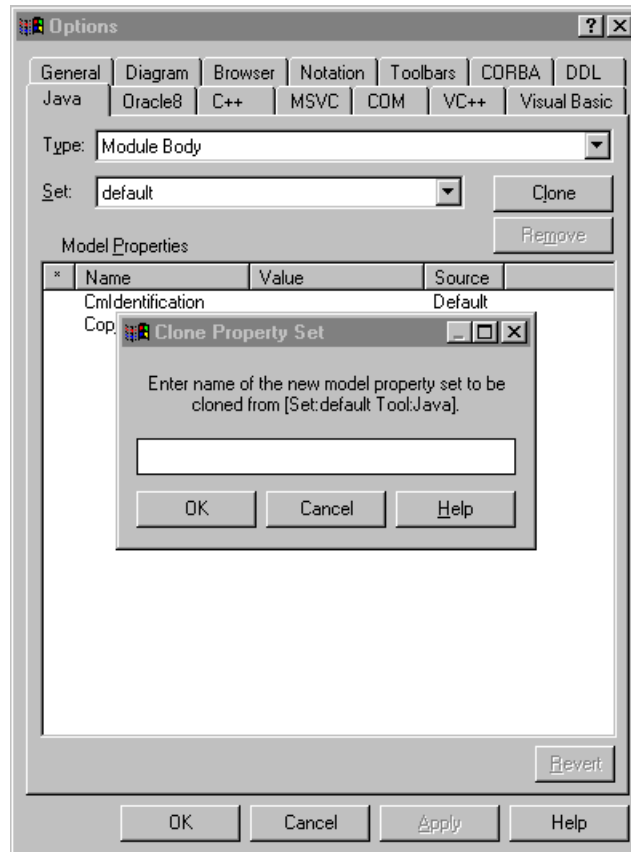 Options
General Diagram Browser Notation Toolbars CORBA DDL
Java Oracle8 C++ MSVC COM VC++ Visual Basic
Type: Module Body
Set: default Clone
Remove
Model Properties
* Name Value Source
CmIdentification Default
Cop
Clone Property Set
Enter name of the new model property set to be
cloned from [Set:default Tool:Java].
OK Cancel Help
Revert
OK Cancel Apply Help